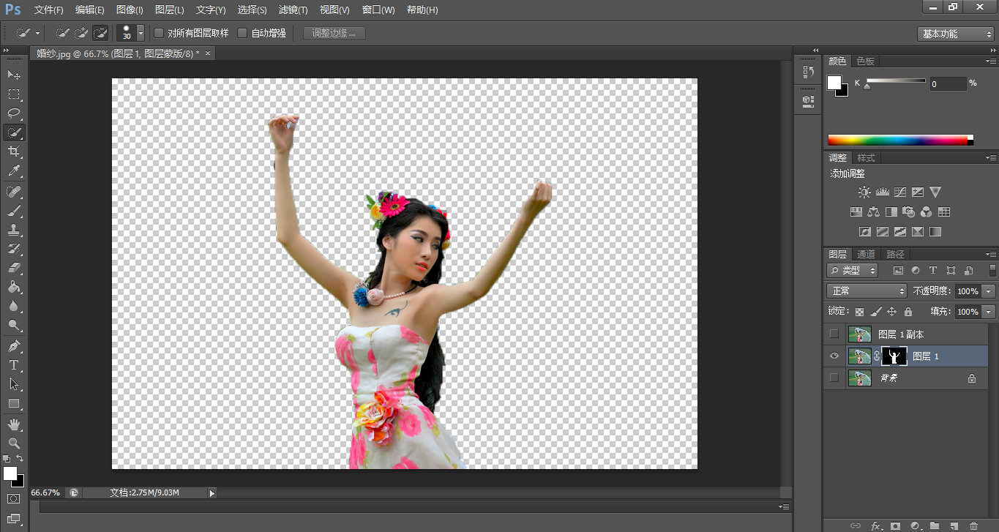 Ps 文件(F) 编辑(E) 图像(I) 图层(L) 文字(Y) 选择(S) 滤镜(T) 视图(V) 窗口(W) 帮助(H)
30 对所有图层取样 自动增强 调整边缘 ... 基本功能
婚纱.jpg @ 66.7% (图层 1, 图层蒙版/8) * ×
颜色 色板
K 0 %
调整 样式
添加调整
图层 通道 路径
类型 T
正常 不透明度: 100%
锁定: 填充: 100%
图层 1 副本
图层 1
背景
66.67% 文档:2.75M/9.03M
fx